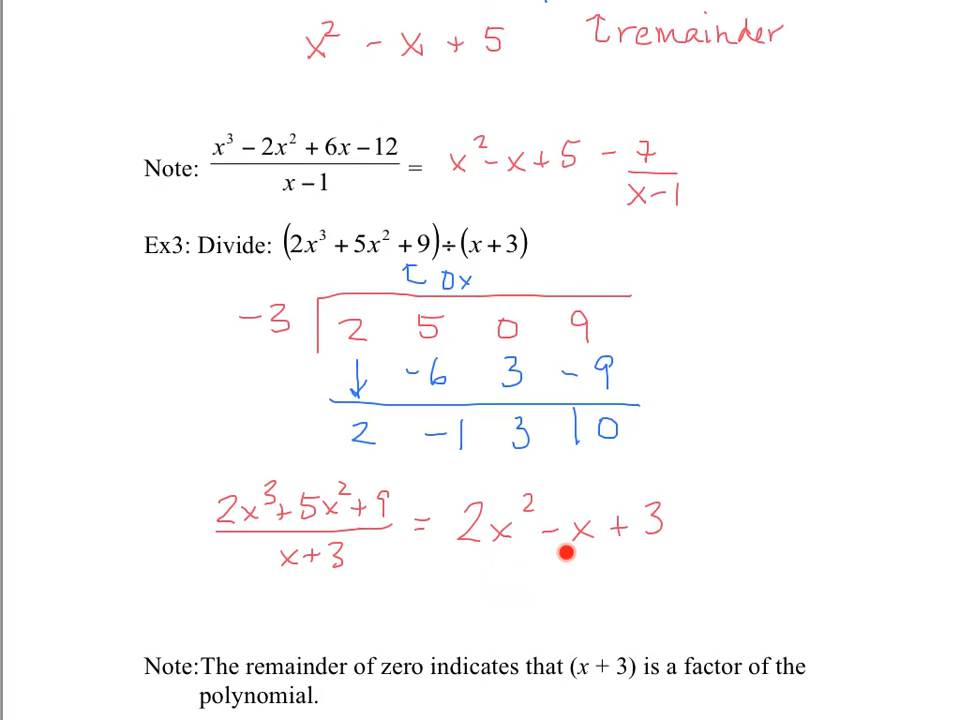 x² - x + 5 ↑ remainder
Note: (x³ − 2x² + 6x − 12)/(x − 1) = x² - x + 5 - 7/(x-1)
Ex3: Divide: (2x³ + 5x² + 9) ÷ (x + 3)
↑ 0x
-3 2 5 0 9
↓ -6 3 -9
2 -1 3 10
(2x³+5x²+9)/(x+3) = 2x² - x + 3
Note:The remainder of zero indicates that (x + 3) is a factor of the
polynomial.